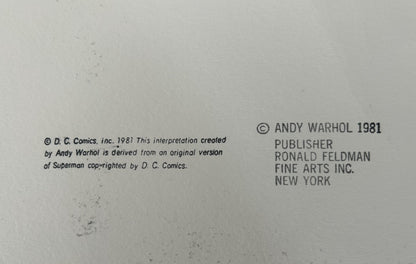 © D. C. Comics, Inc. 1981 This interpretation created
by Andy Warhol is derived from an original version
of Superman copyrighted by D. C. Comics.
© ANDY WARHOL 1981
PUBLISHER
RONALD FELDMAN
FINE ARTS INC.
NEW YORK